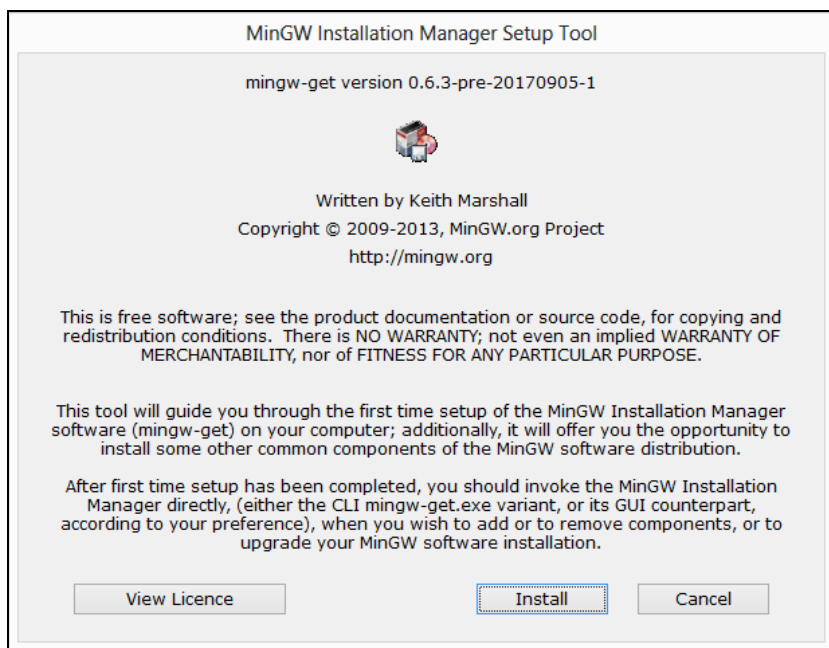 MinGW Installation Manager Setup Tool
mingw-get version 0.6.3-pre-20170905-1
Written by Keith Marshall
Copyright © 2009-2013, MinGW.org Project
http://mingw.org
This is free software; see the product documentation or source code, for copying and
redistribution conditions.  There is NO WARRANTY; not even an implied WARRANTY OF
MERCHANTABILITY, nor of FITNESS FOR ANY PARTICULAR PURPOSE.
This tool will guide you through the first time setup of the MinGW Installation Manager
software (mingw-get) on your computer; additionally, it will offer you the opportunity to
install some other common components of the MinGW software distribution.
After first time setup has been completed, you should invoke the MinGW Installation
Manager directly, (either the CLI mingw-get.exe variant, or its GUI counterpart,
according to your preference), when you wish to add or to remove components, or to
upgrade your MinGW software installation.
View Licence
Install
Cancel